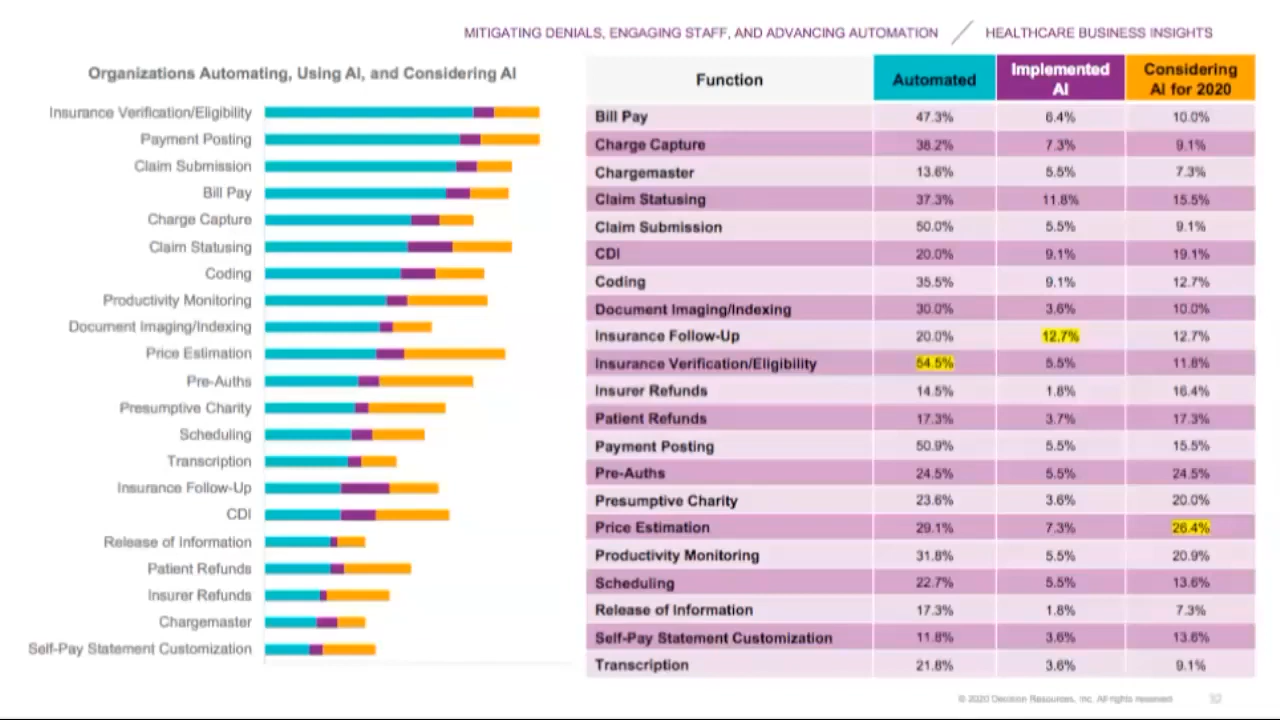 MITIGATING DENIALS, ENGAGING STAFF, AND ADVANCING AUTOMATION / HEALTHCARE BUSINESS INSIGHTS
Organizations Automating, Using AI, and Considering AI
Insurance Verification/Eligibility
Payment Posting
Claim Submission
Bill Pay
Charge Capture
Claim Statusing
Coding
Productivity Monitoring
Document Imaging/Indexing
Price Estimation
Pre-Auths
Presumptive Charity
Scheduling
Transcription
Insurance Follow-Up
CDI
Release of Information
Patient Refunds
Insurer Refunds
Chargemaster
Self-Pay Statement Customization
Function Automated Implemented AI Considering AI for 2020
Bill Pay 47.3% 6.4% 10.0%
Charge Capture 38.2% 7.3% 9.1%
Chargemaster 13.6% 5.5% 7.3%
Claim Statusing 37.3% 11.8% 15.5%
Claim Submission 50.0% 5.5% 9.1%
CDI 20.0% 9.1% 19.1%
Coding 35.5% 9.1% 12.7%
Document Imaging/Indexing 30.0% 3.6% 10.0%
Insurance Follow-Up 20.0% 12.7% 12.7%
Insurance Verification/Eligibility 54.5% 5.5% 11.8%
Insurer Refunds 14.5% 1.8% 16.4%
Patient Refunds 17.3% 3.7% 17.3%
Payment Posting 50.9% 5.5% 15.5%
Pre-Auths 24.5% 5.5% 24.5%
Presumptive Charity 23.6% 3.6% 20.0%
Price Estimation 29.1% 7.3% 26.4%
Productivity Monitoring 31.8% 5.5% 20.9%
Scheduling 22.7% 5.5% 13.6%
Release of Information 17.3% 1.8% 7.3%
Self-Pay Statement Customization 11.8% 3.6% 13.6%
Transcription 21.8% 3.6% 9.1%
© 2020 Decision Resources, Inc. All rights reserved.